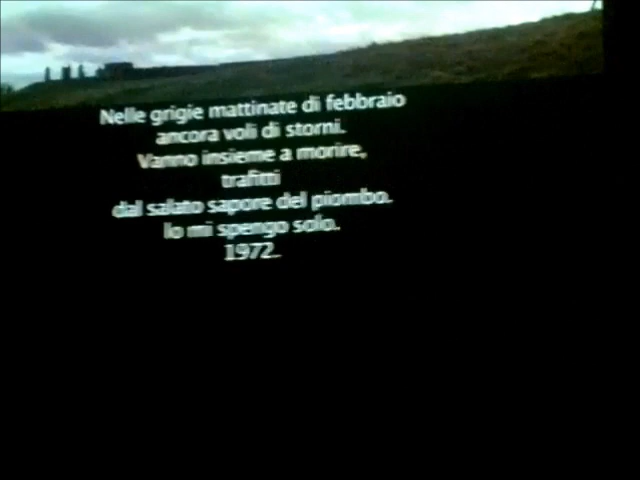 Nelle grigie mattinate di febbraio
ancora voli di storni.
Vanno insieme a morire,
trafitti
dal salato sapore del piombo.
Io mi spengo solo.
1972.